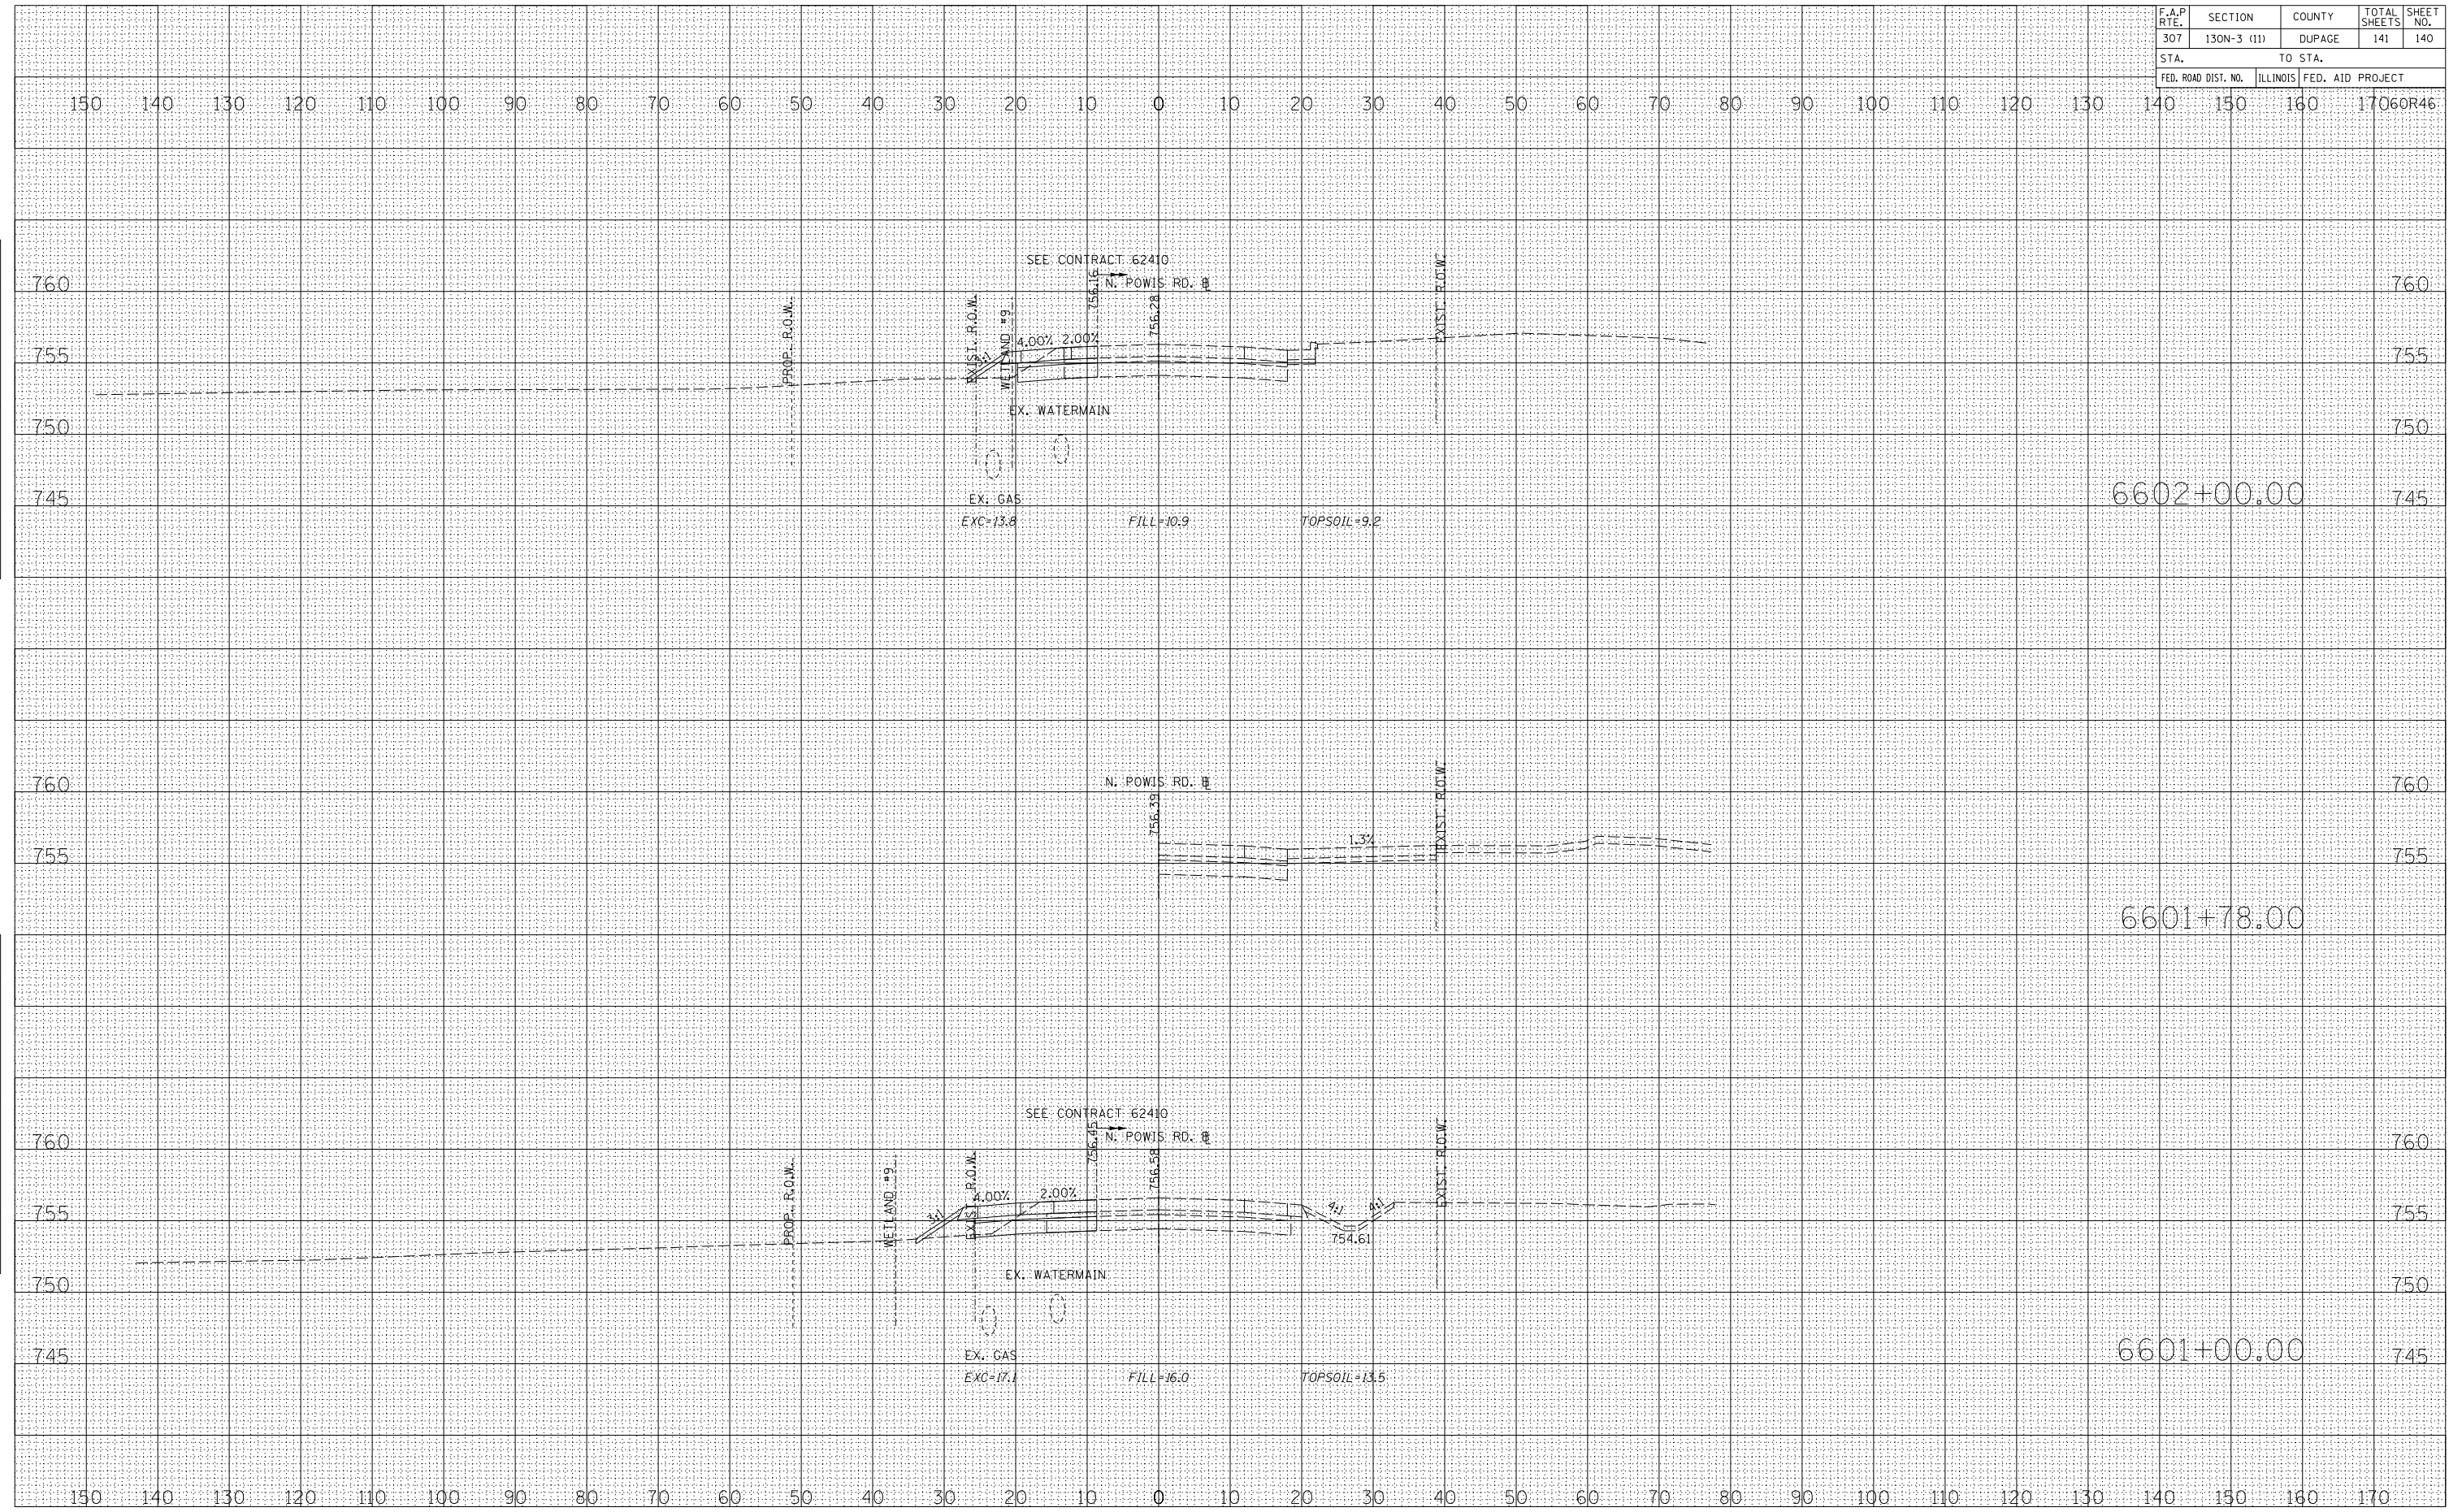 F.A.P RTE. SECTION COUNTY TOTAL SHEETS SHEET NO.
307 130N-3 (11) DUPAGE 141 140
STA. TO STA.
FED. ROAD DIST. NO. ILLINOIS FED. AID PROJECT
150 140 130 120 110 100 90 80 70 60 50 40 30 20 10 0 10 20 30 40 50 60 70 80 90 100 110 120 130 140 150 160 170 60R46
SEE CONTRACT 62410
N. POWIS RD. ⅊
760 760
756.16
756.28
PROP. R.O.W.
EXIST. R.O.W.
WETLAND #9
EXIST. R.O.W.
3:1 4.00% 2.00%
755 755
EX. WATERMAIN
750 750
EX. GAS
6602+00.00
745 745
EXC=13.8 FILL=10.9 TOPSOIL=9.2
N. POWIS RD. ⅊
760 760
756.39
EXIST. R.O.W.
1.3%
755 755
6601+78.00
SEE CONTRACT 62410
N. POWIS RD. ⅊
760 760
756.45
756.58
PROP. R.O.W.
WETLAND #9
EXIST. R.O.W.
EXIST. R.O.W.
3:1 4.00% 2.00% 4:1 4:1
755 755
754.61
EX. WATERMAIN
750 750
EX. GAS
6601+00.00
745 745
EXC=17.1 FILL=16.0 TOPSOIL=13.5
150 140 130 120 110 100 90 80 70 60 50 40 30 20 10 0 10 20 30 40 50 60 70 80 90 100 110 120 130 140 150 160 170